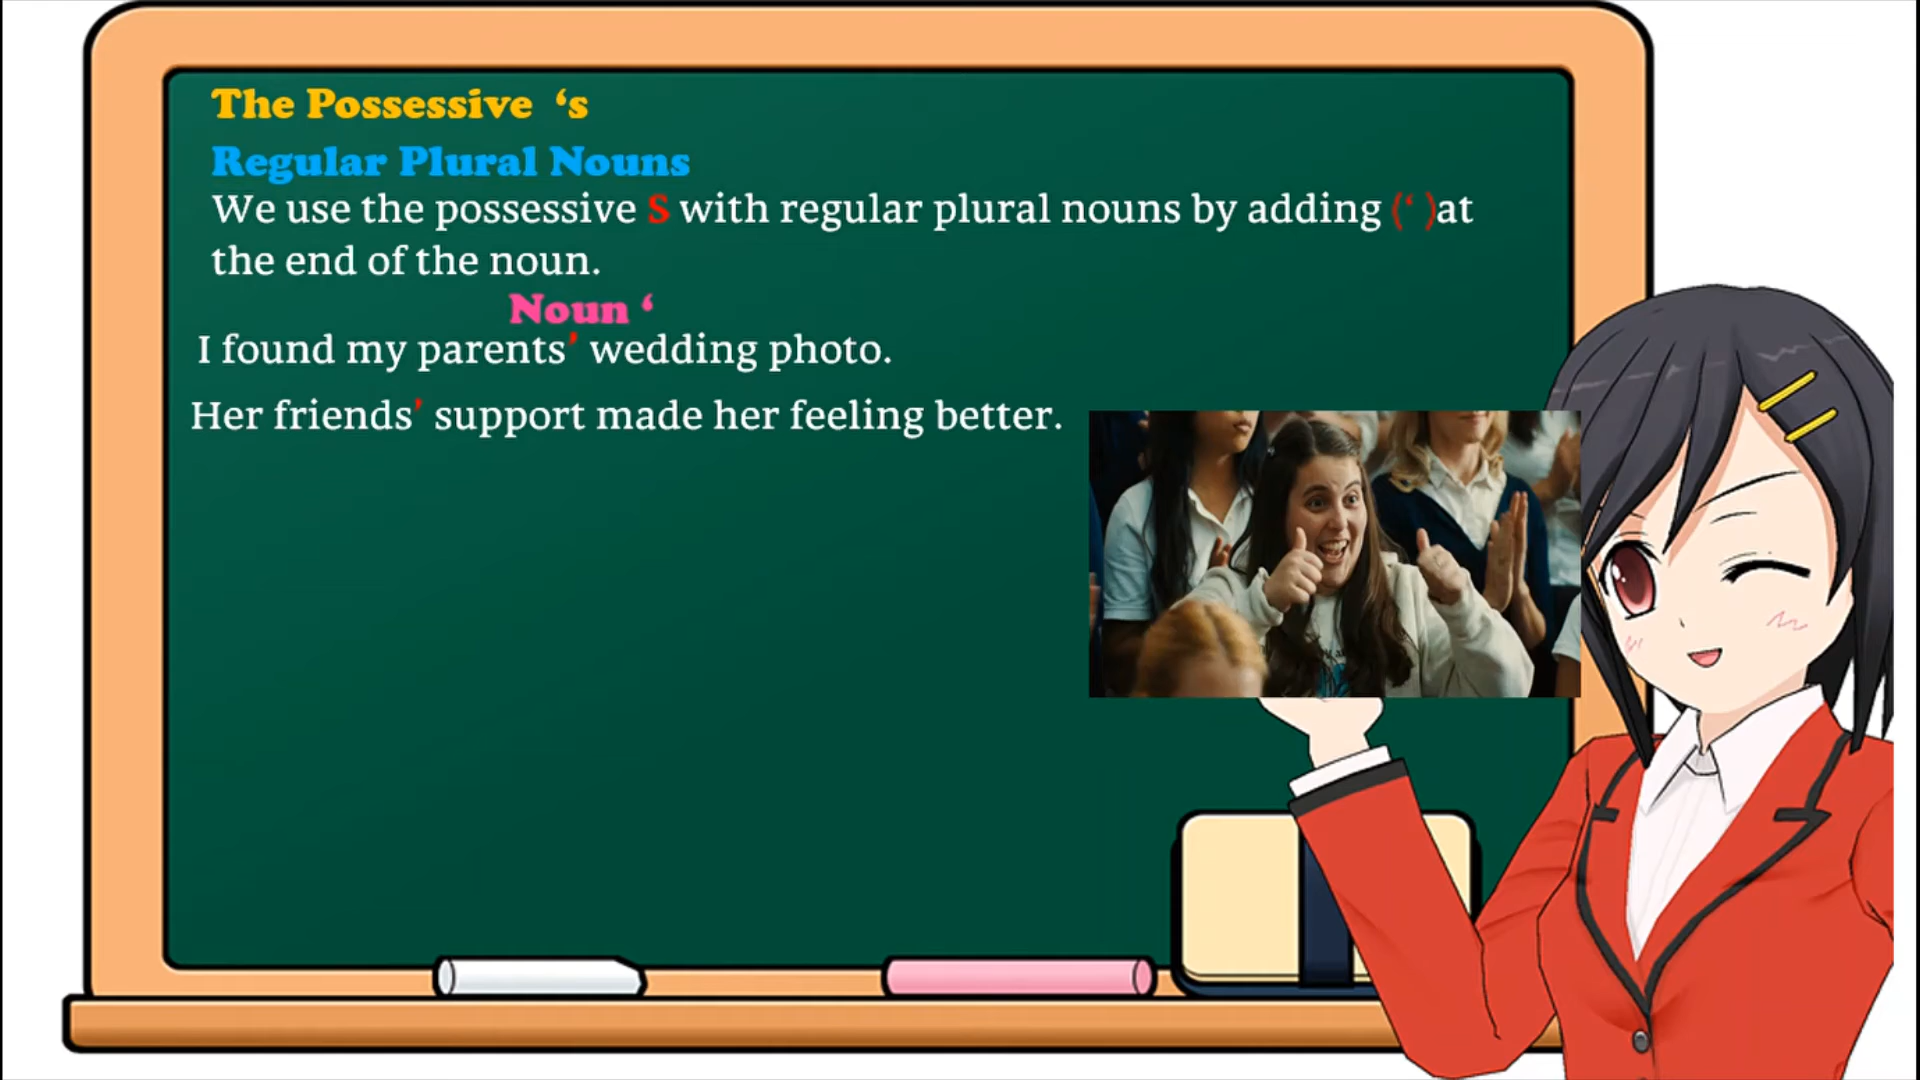 The Possessive ‘s
Regular Plural Nouns
We use the possessive S with regular plural nouns by adding (‘ )at
the end of the noun.
Noun ‘
I found my parents’ wedding photo.
Her friends’ support made her feeling better.